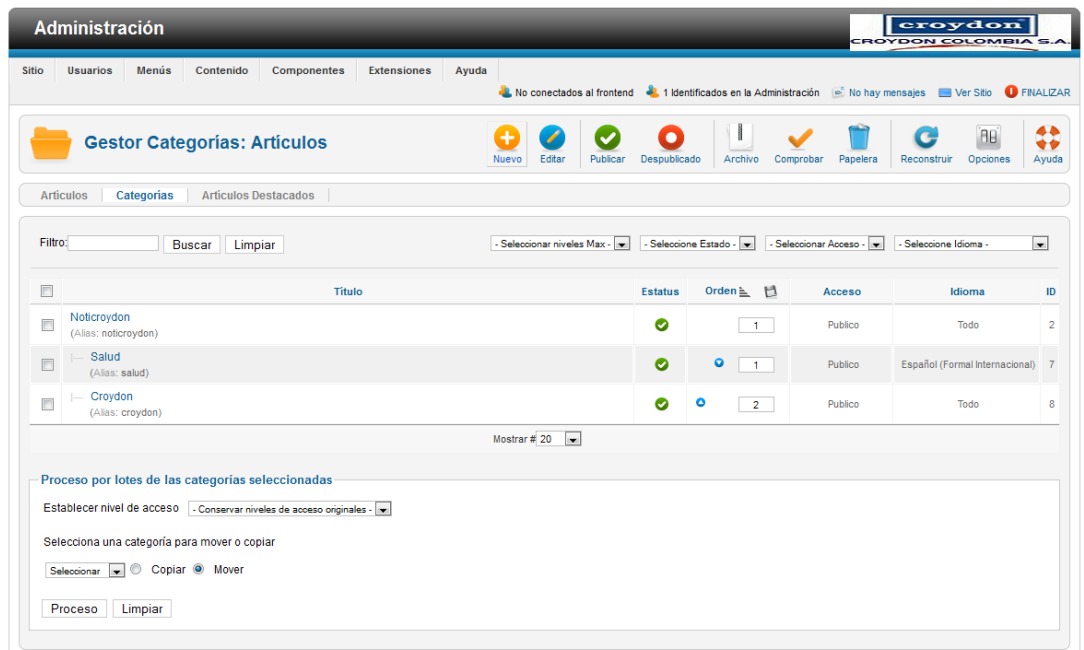 Administración
croydon
CROYDON COLOMBIA S.A.
Sitio Usuarios Menús Contenido Componentes Extensiones Ayuda
No conectados al frontend 1 Identificados en la Administración No hay mensajes Ver Sitio FINALIZAR
Gestor Categorías: Artículos
Nuevo Editar Publicar Despublicado Archivo Comprobar Papelera Reconstruir Opciones Ayuda
Articulos Categorias Articulos Destacados
Filtro: Buscar Limpiar - Seleccionar niveles Max - - Seleccione Estado - - Seleccionar Acceso - - Seleccione Idioma -
Título Estatus Orden Acceso Idioma ID
Noticroydon
(Alias: noticroydon)
1 Publico Todo 2
Salud
(Alias: salud)
1 Publico Español (Formal Internacional) 7
Croydon
(Alias: croydon)
2 Publico Todo 8
Mostrar # 20
Proceso por lotes de las categorías seleccionadas
Establecer nivel de acceso - Conservar niveles de acceso originales -
Selecciona una categoría para mover o copiar
Seleccionar Copiar Mover
Proceso Limpiar